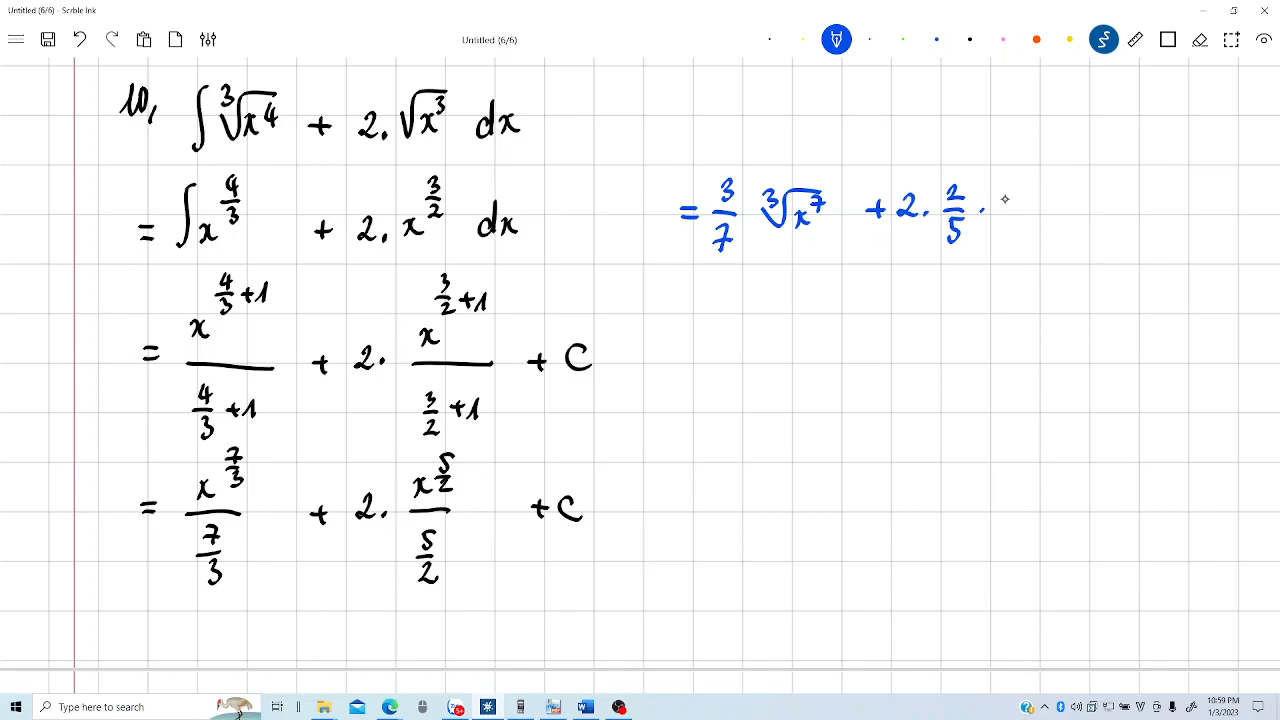 Untitled (6/6) - Scrble Ink
Untitled (6/6)
10, ∫ ∛x⁴ + 2. √x³ dx
= ∫ x^(4/3) + 2. x^(3/2) dx
= x^(4/3 + 1) / (4/3 + 1) + 2. x^(3/2 + 1) / (3/2 + 1) + C
= x^(7/3) / (7/3) + 2. x^(5/2) / (5/2) + C
= 3/7 ∛x⁷ + 2. 2/5 .
Type here to search
10:59 PM
1/3/2023